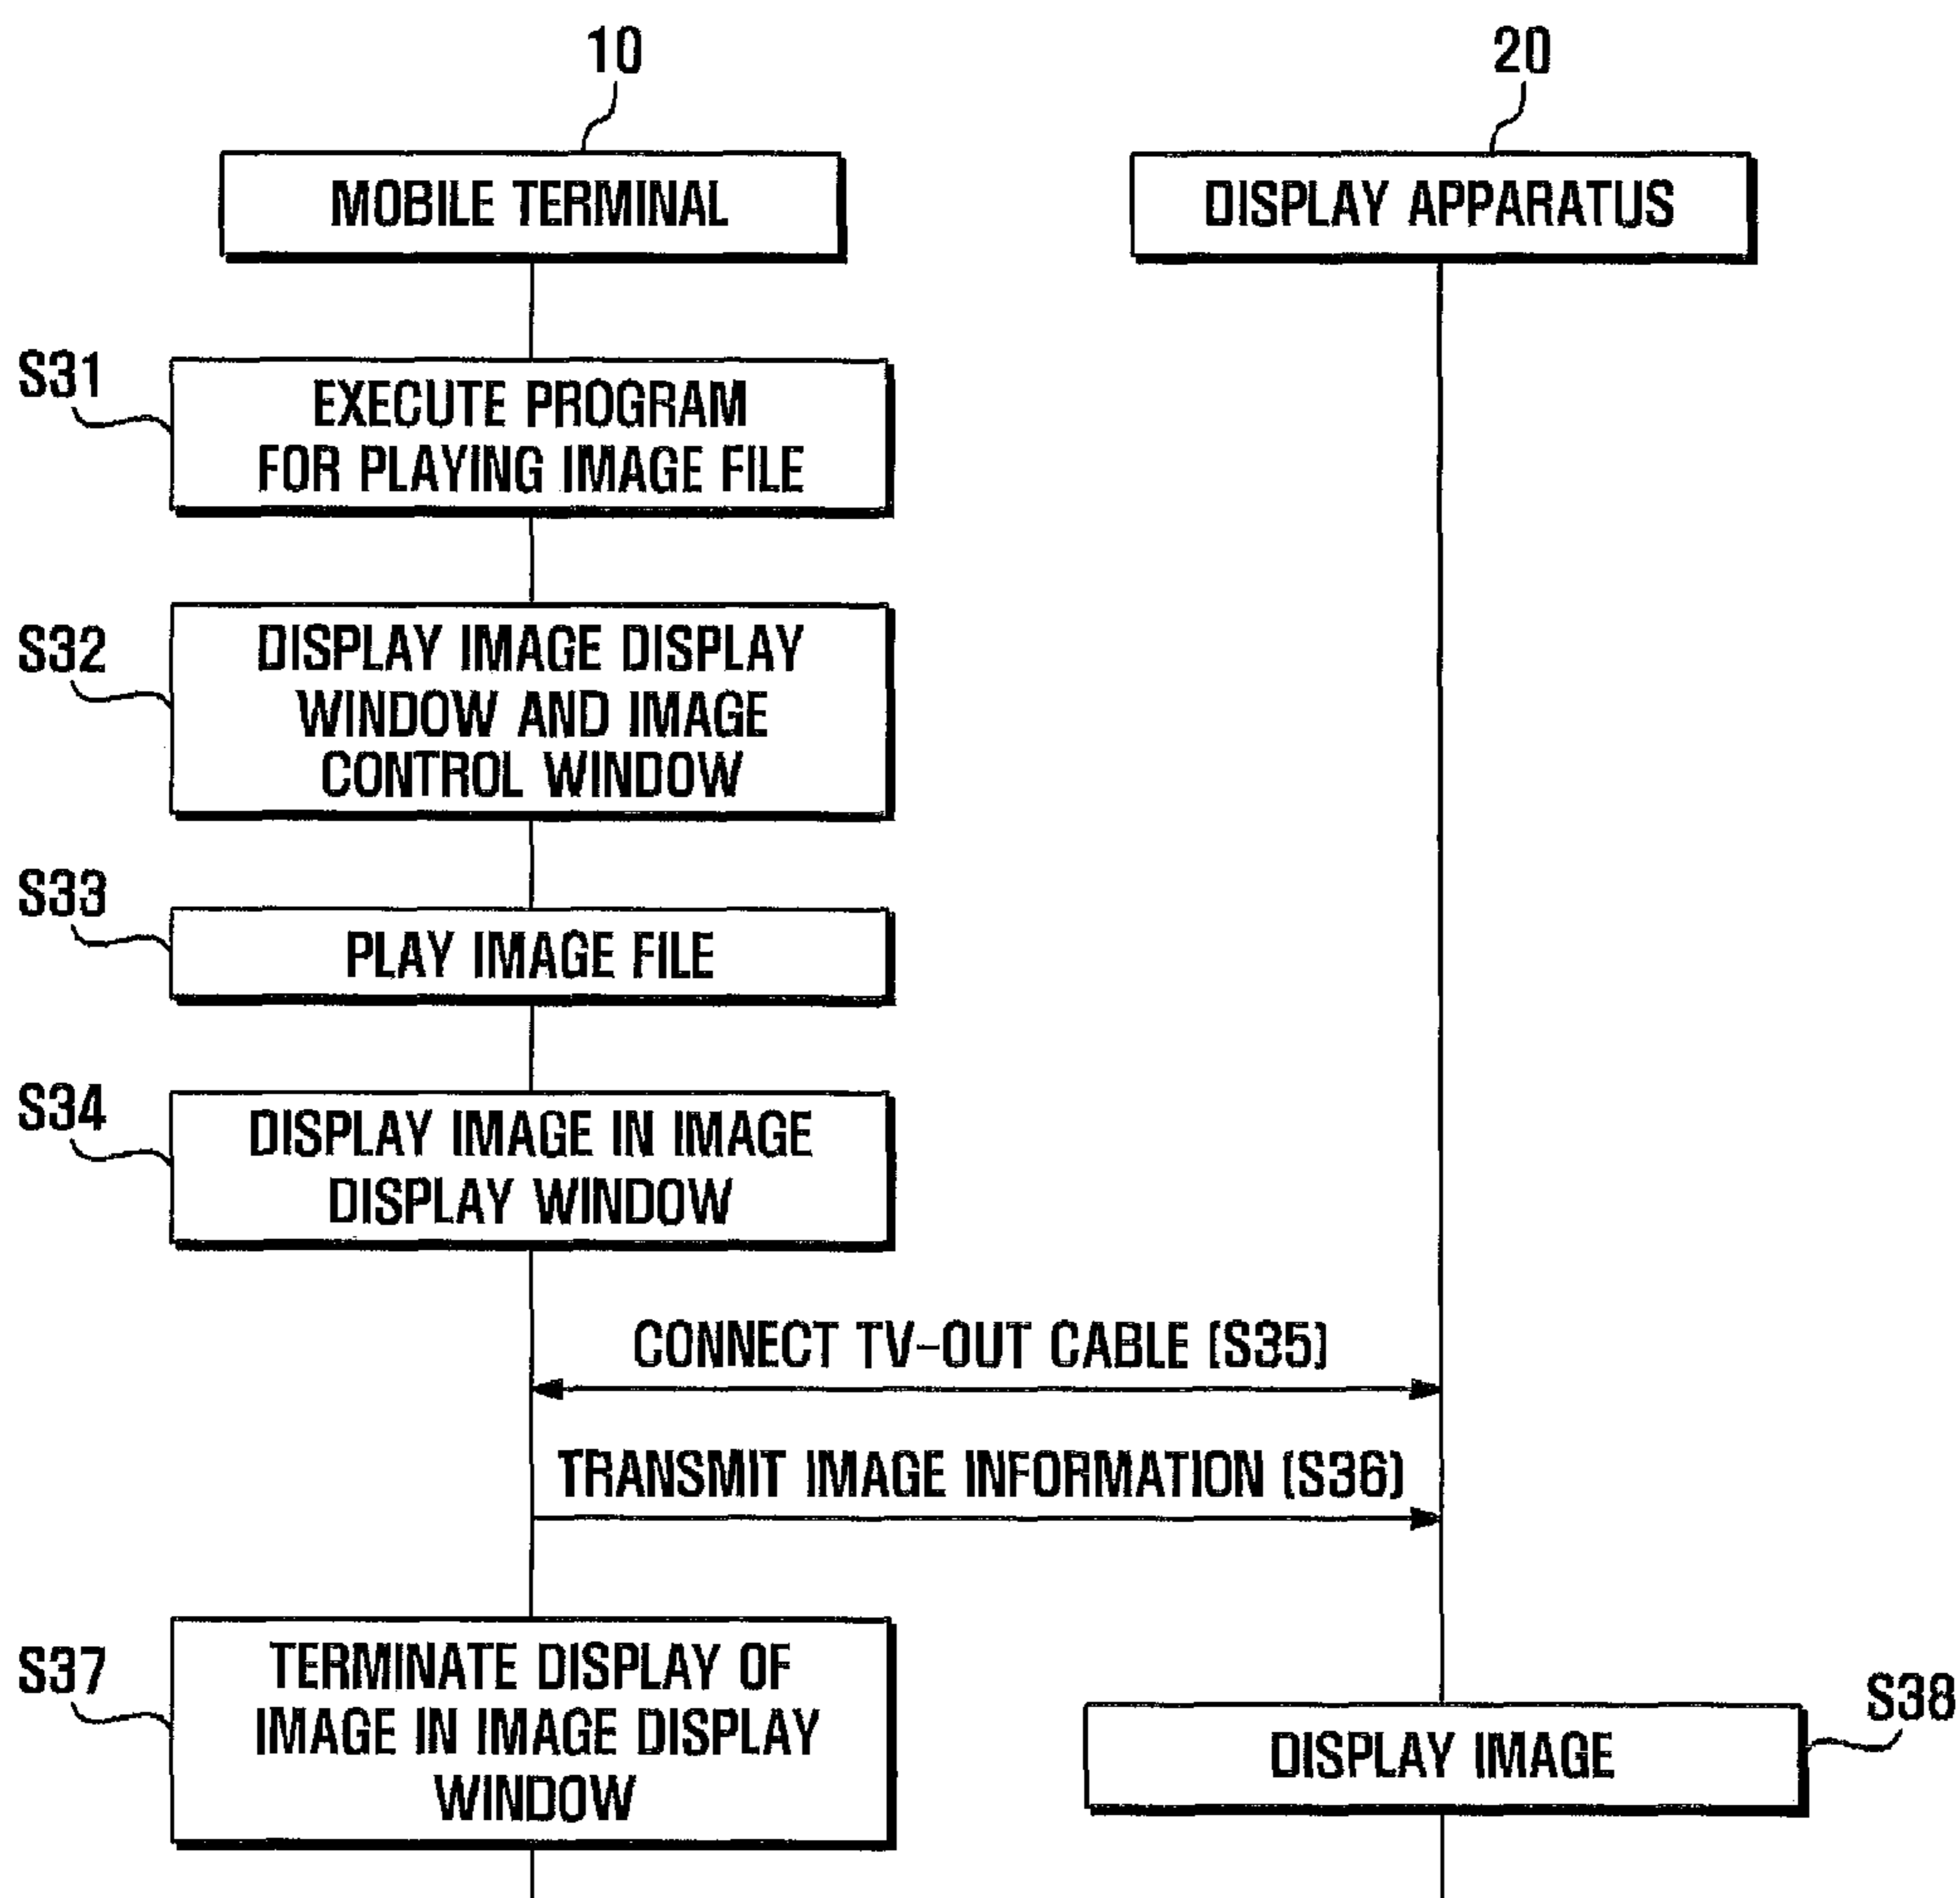 10
20
MOBILE TERMINAL
DISPLAY APPARATUS
S31
EXECUTE PROGRAM
FOR PLAYING IMAGE FILE
S32
DISPLAY IMAGE DISPLAY
WINDOW AND IMAGE
CONTROL WINDOW
S33
PLAY IMAGE FILE
S34
DISPLAY IMAGE IN IMAGE
DISPLAY WINDOW
CONNECT TV-OUT CABLE (S35)
TRANSMIT IMAGE INFORMATION (S36)
S37
TERMINATE DISPLAY OF
IMAGE IN IMAGE DISPLAY
WINDOW
S38
DISPLAY IMAGE